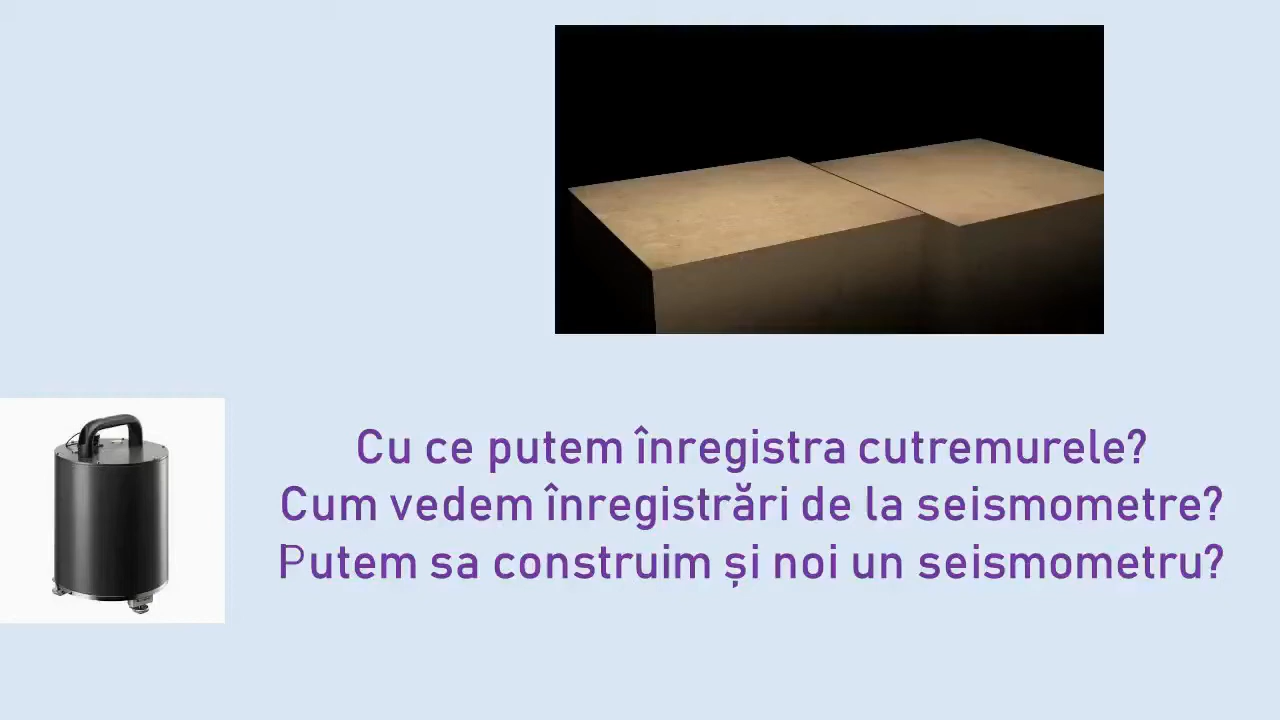 Cu ce putem înregistra cutremurele?
Cum vedem înregistrări de la seismometre?
Putem sa construim și noi un seismometru?